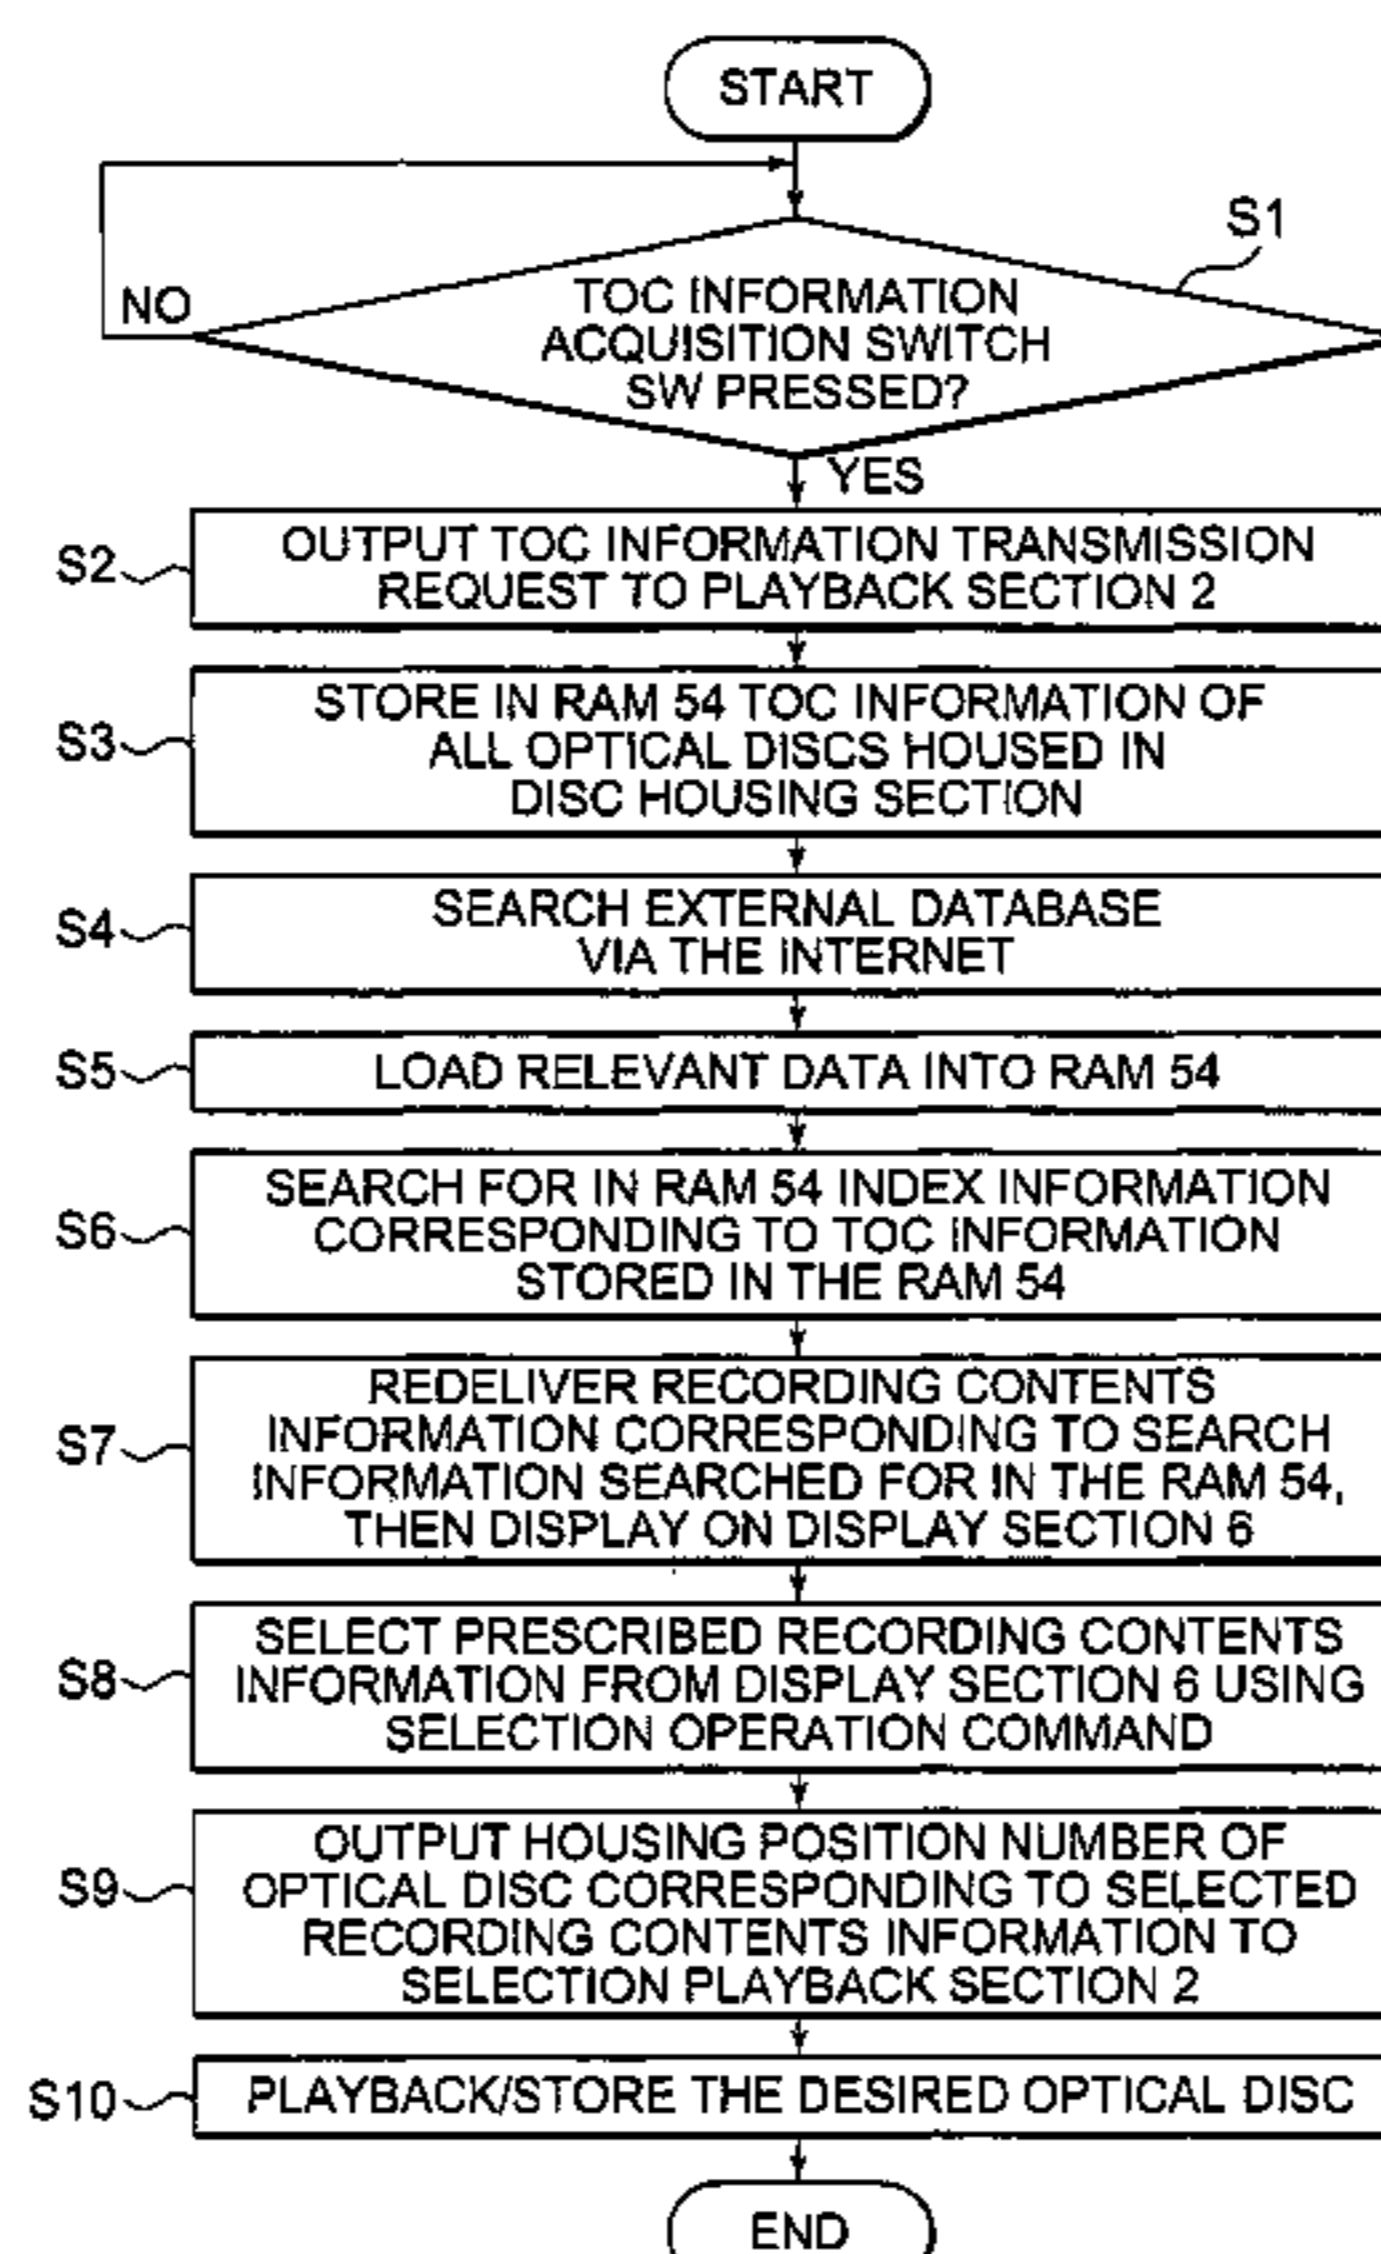 START
S1
NO
TOC INFORMATION
ACQUISITION SWITCH
SW PRESSED?
YES
S2
OUTPUT TOC INFORMATION TRANSMISSION
REQUEST TO PLAYBACK SECTION 2
S3
STORE IN RAM 54 TOC INFORMATION OF
ALL OPTICAL DISCS HOUSED IN
DISC HOUSING SECTION
S4
SEARCH EXTERNAL DATABASE
VIA THE INTERNET
S5
LOAD RELEVANT DATA INTO RAM 54
S6
SEARCH FOR IN RAM 54 INDEX INFORMATION
CORRESPONDING TO TOC INFORMATION
STORED IN THE RAM 54
S7
REDELIVER RECORDING CONTENTS
INFORMATION CORRESPONDING TO SEARCH
INFORMATION SEARCHED FOR IN THE RAM 54,
THEN DISPLAY ON DISPLAY SECTION 6
S8
SELECT PRESCRIBED RECORDING CONTENTS
INFORMATION FROM DISPLAY SECTION 6 USING
SELECTION OPERATION COMMAND
S9
OUTPUT HOUSING POSITION NUMBER OF
OPTICAL DISC CORRESPONDING TO SELECTED
RECORDING CONTENTS INFORMATION TO
SELECTION PLAYBACK SECTION 2
S10
PLAYBACK/STORE THE DESIRED OPTICAL DISC
END